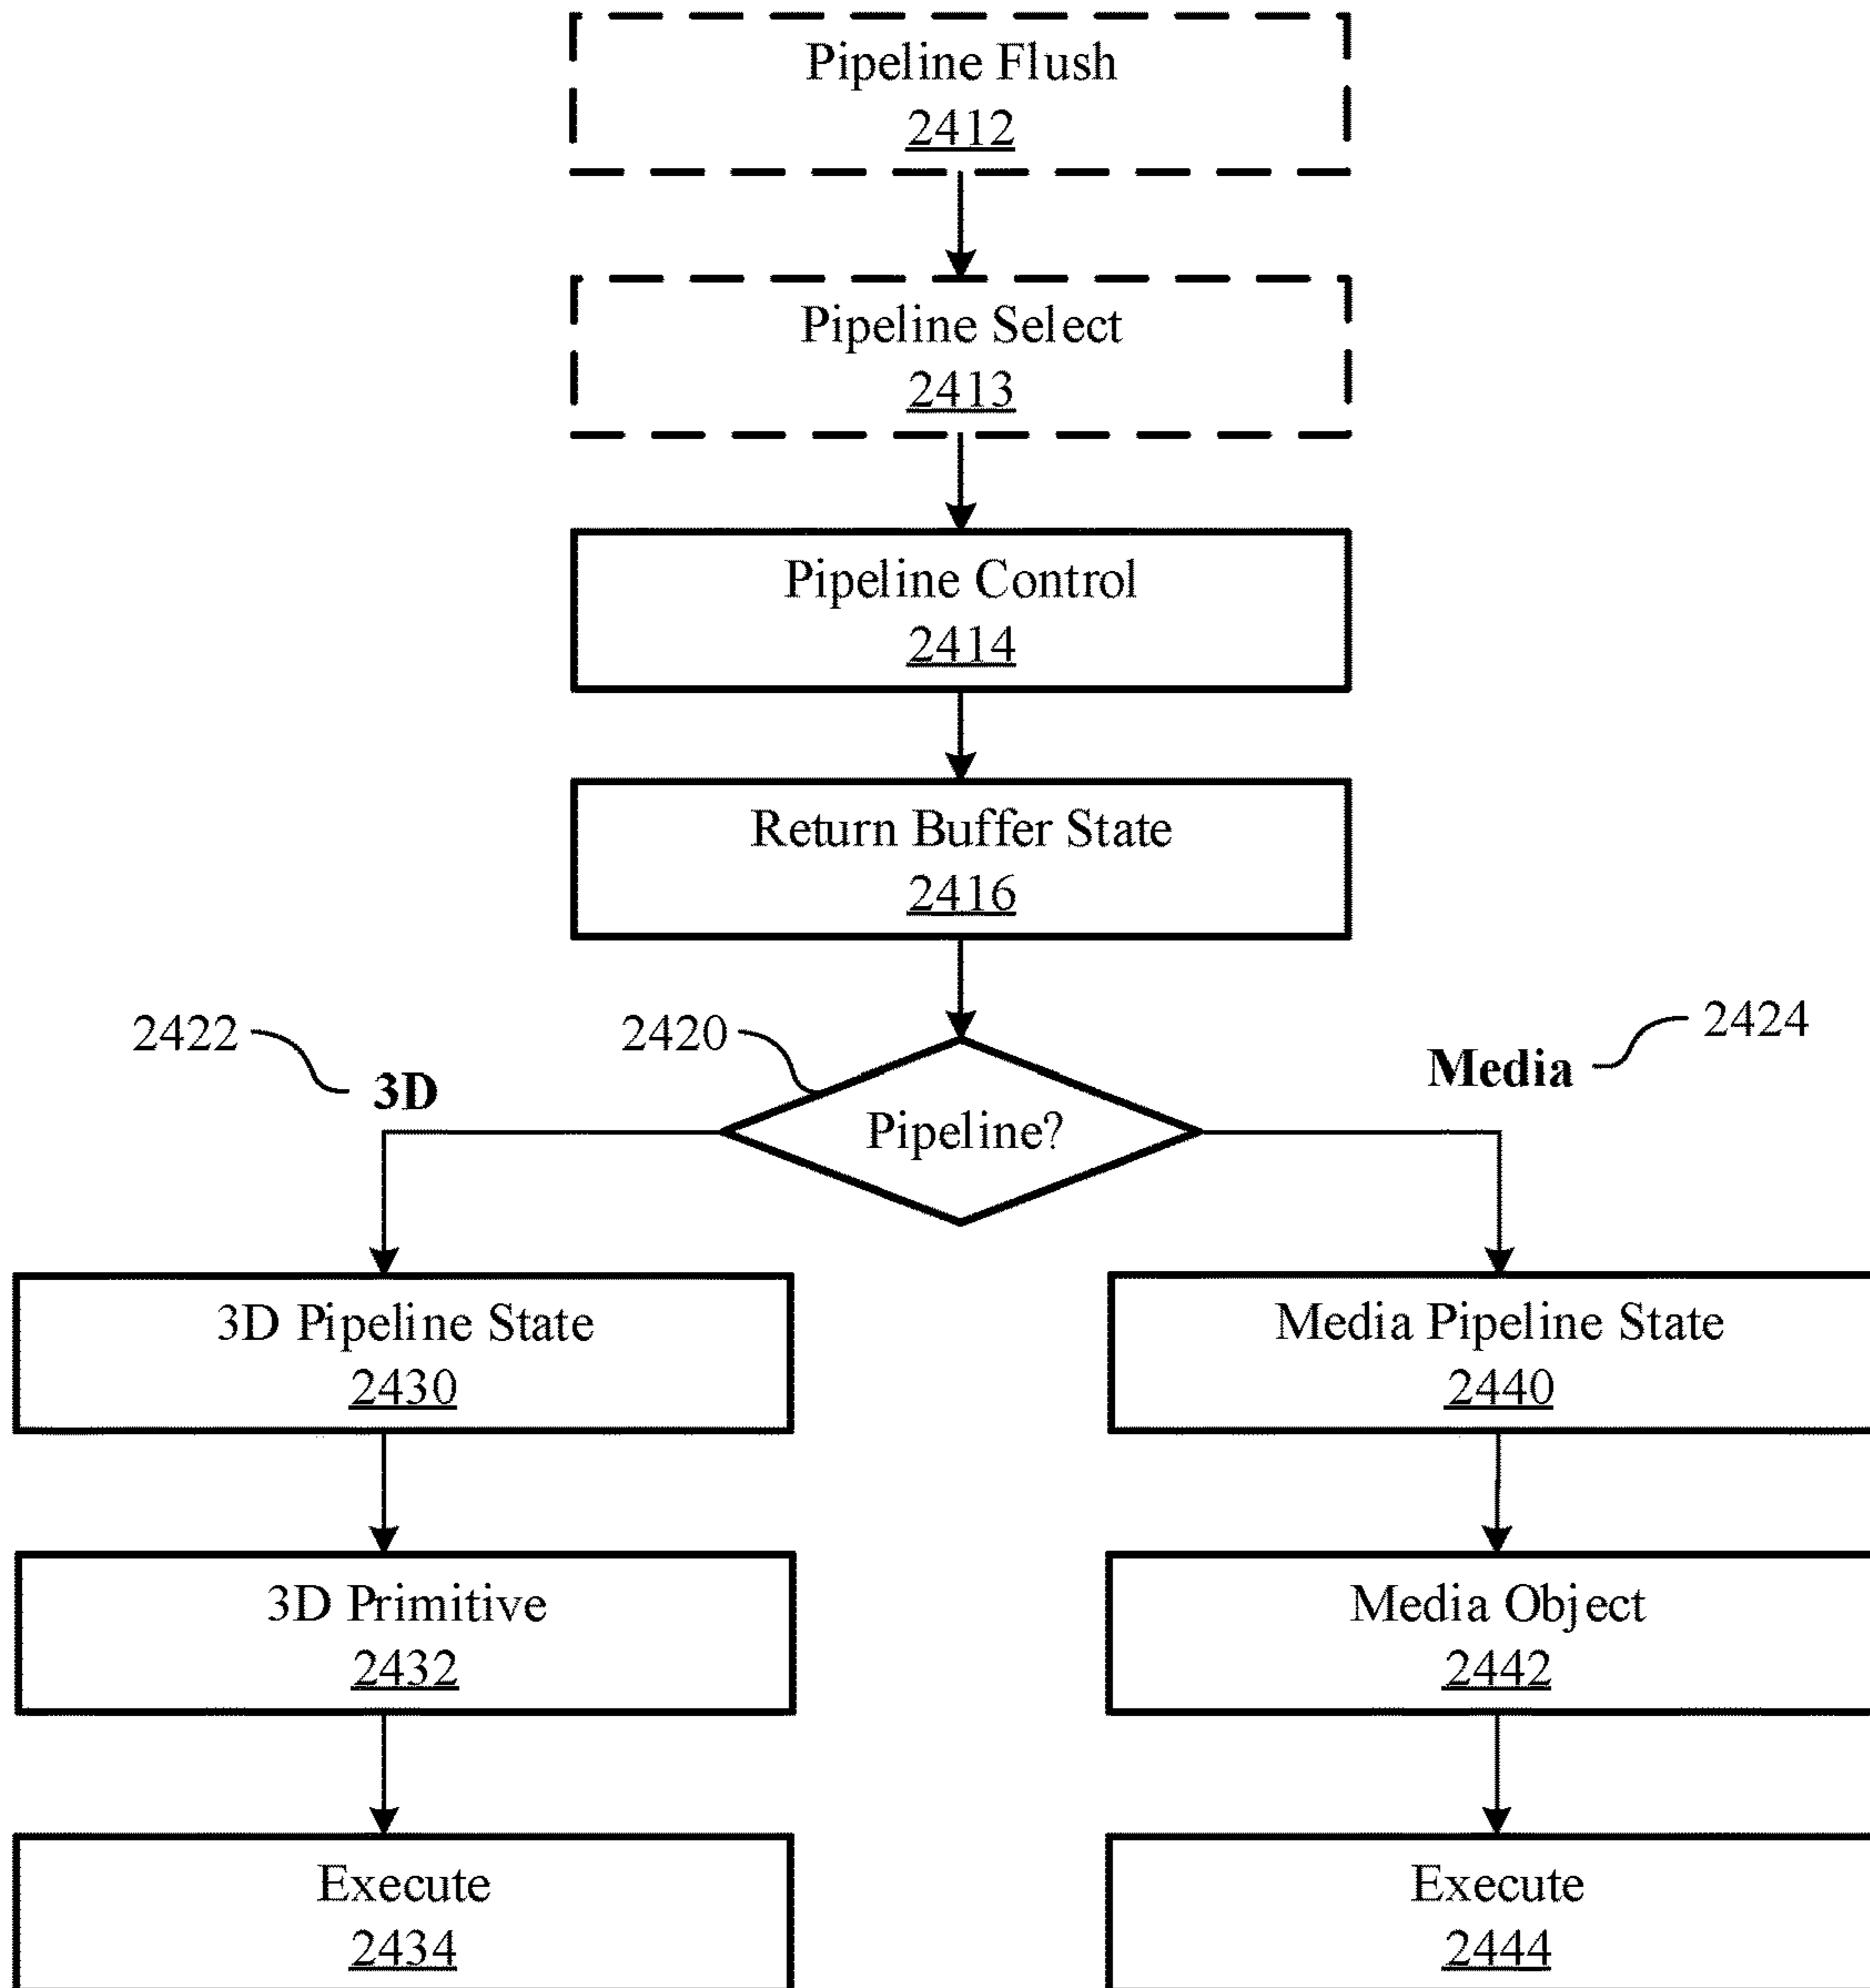 Pipeline Flush
2412
Pipeline Select
2413
Pipeline Control
2414
Return Buffer State
2416
2422
2420
2424
3D
Media
Pipeline?
3D Pipeline State
2430
Media Pipeline State
2440
3D Primitive
2432
Media Object
2442
Execute
2434
Execute
2444